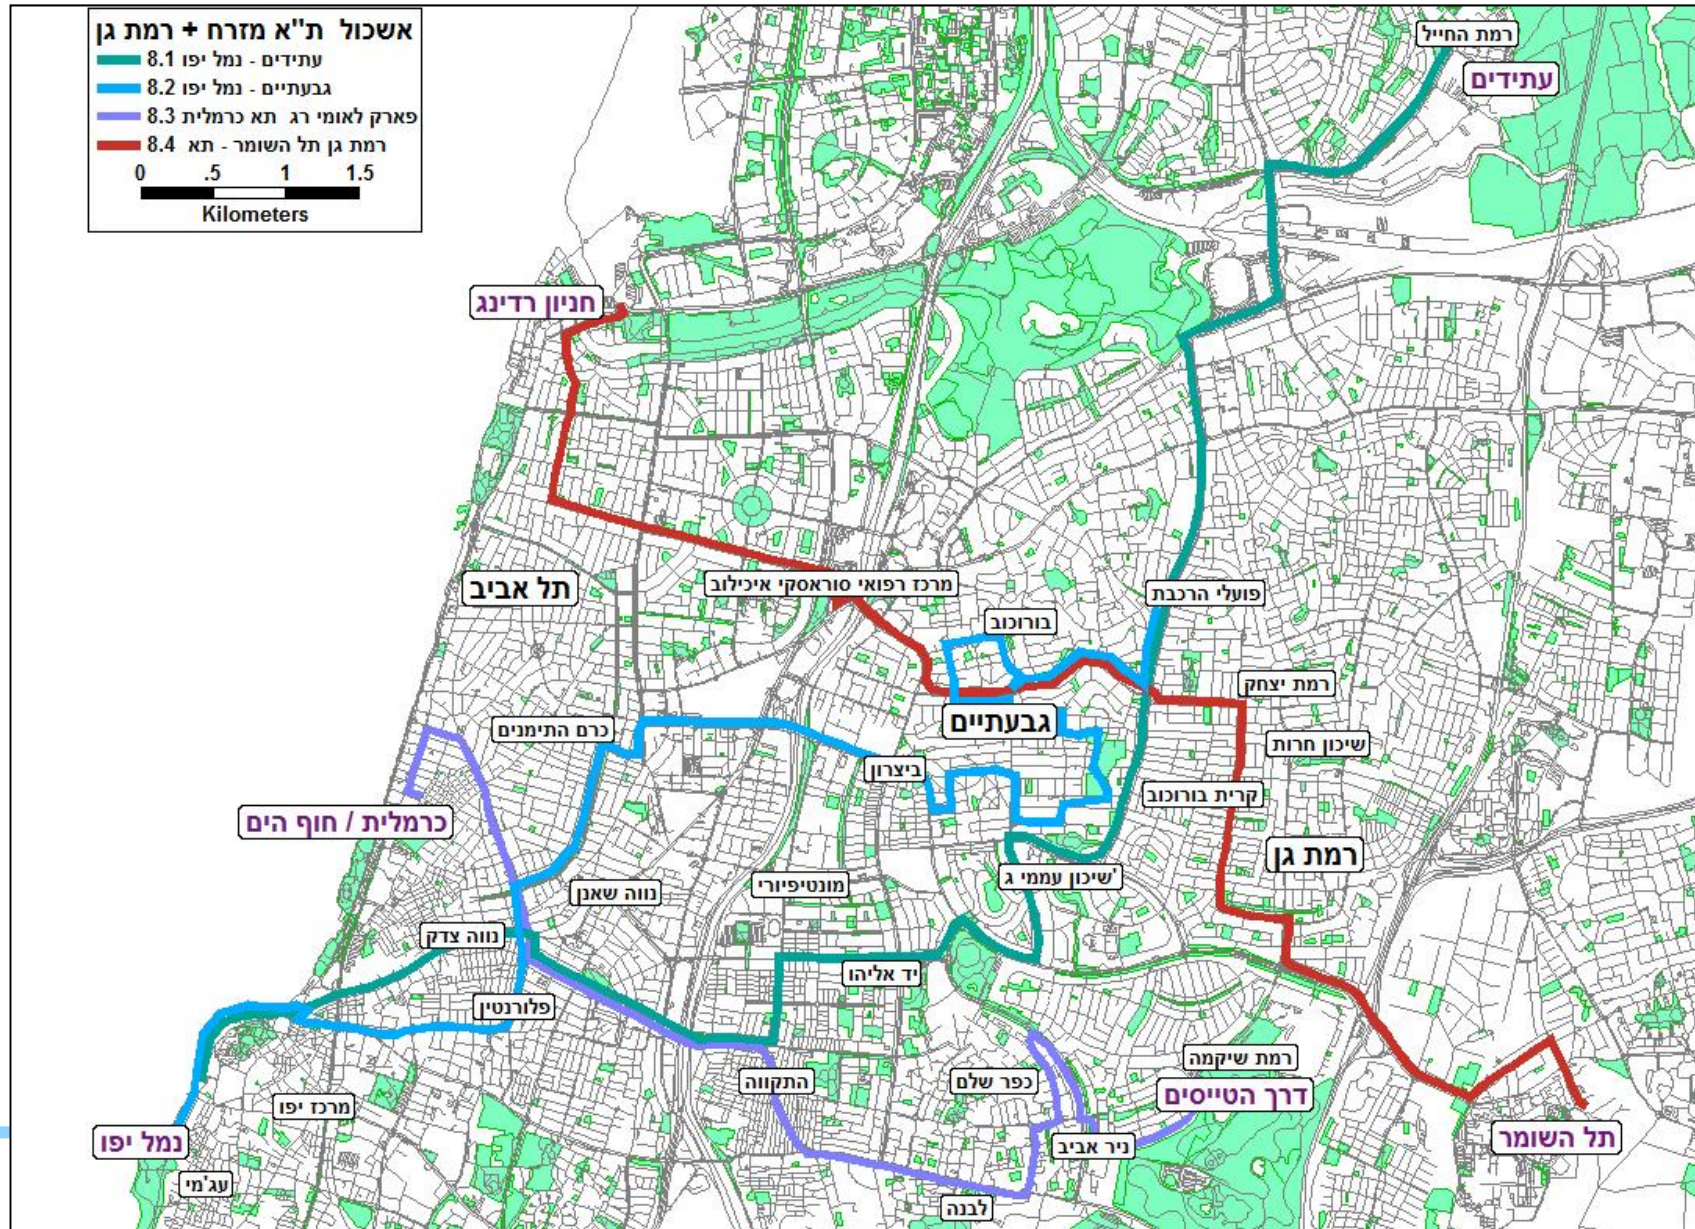 אשכול ת''א מזרח + רמת גן
8.1 עתידים - נמל יפו
8.2 גבעתיים - נמל יפו
8.3 פארק לאומי רג תא כרמלית
8.4 רמת גן תל השומר - תא
0 .5 1 1.5
Kilometers
רמת החייל
עתידים
חניון רדינג
תל אביב
מרכז רפואי סוראסקי איכילוב
פועלי הרכבת
בורוכוב
רמת יצחק
גבעתיים
כרם התימנים
שיכון חרות
ביצרון
קרית בורוכוב
כרמלית / חוף הים
רמת גן
שיכון עממי ג'
מונטיפיורי
נווה שאנן
נווה צדק
יד אליהו
פלורנטין
רמת שיקמה
התקווה
כפר שלם
דרך הטייסים
מרכז יפו
נמל יפו
ניר אביב
תל השומר
עג'מי
לבנה